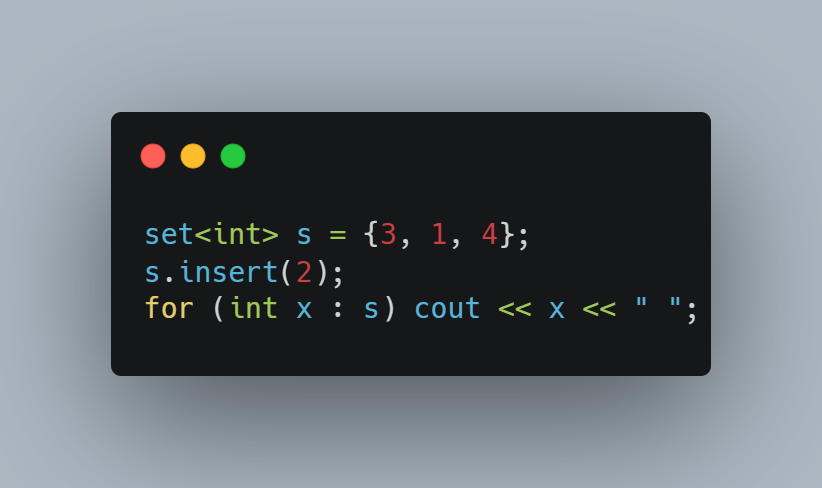 set<int> s = {3, 1, 4};
s.insert(2);
for (int x : s) cout << x << " ";